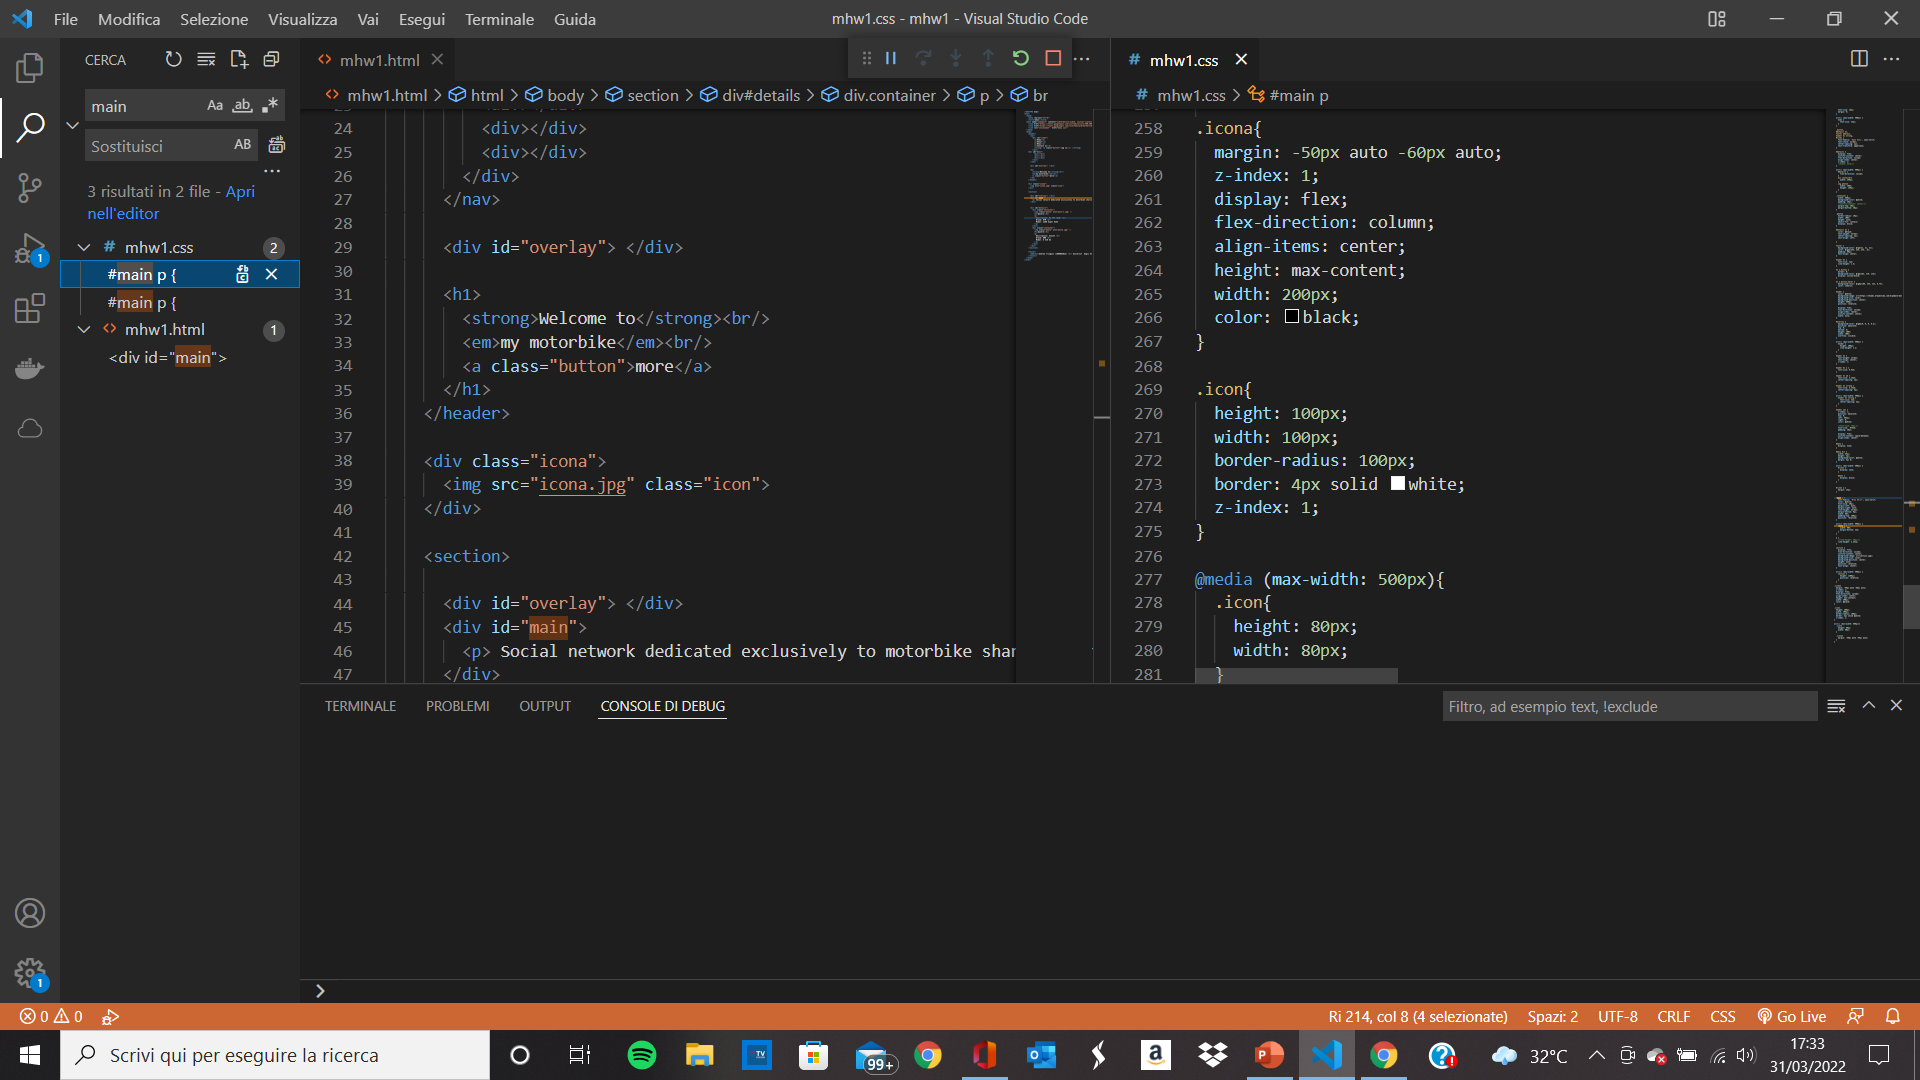 File Modifica Selezione Visualizza Vai Esegui Terminale Guida
mhw1.css - mhw1 - Visual Studio Code
CERCA
main Aa ab
Sostituisci AB
3 risultati in 2 file - Apri
nell'editor
# mhw1.css 2
#main p {
#main p {
<> mhw1.html 1
<div id="main">
<> mhw1.html
<> mhw1.html > html > body > section > div#details > div.container > p > br
24 <div></div>
25 <div></div>
26 </div>
27 </nav>
28
29 <div id="overlay"> </div>
30
31 <h1>
32 <strong>Welcome to</strong><br/>
33 <em>my motorbike</em><br/>
34 <a class="button">more</a>
35 </h1>
36 </header>
37
38 <div class="icona">
39 <img src="icona.jpg" class="icon">
40 </div>
41
42 <section>
43
44 <div id="overlay"> </div>
45 <div id="main">
46 <p> Social network dedicated exclusively to motorbike shar
47 </div>
# mhw1.css
# mhw1.css > #main p
258 .icona{
259 margin: -50px auto -60px auto;
260 z-index: 1;
261 display: flex;
262 flex-direction: column;
263 align-items: center;
264 height: max-content;
265 width: 200px;
266 color: black;
267 }
268
269 .icon{
270 height: 100px;
271 width: 100px;
272 border-radius: 100px;
273 border: 4px solid white;
274 z-index: 1;
275 }
276
277 @media (max-width: 500px){
278 .icon{
279 height: 80px;
280 width: 80px;
281 }
TERMINALE PROBLEMI OUTPUT CONSOLE DI DEBUG
Filtro, ad esempio text, !exclude
1
1
0 0
Ri 214, col 8 (4 selezionate) Spazi: 2 UTF-8 CRLF CSS Go Live
Scrivi qui per eseguire la ricerca
TV
99+
32°C
17:33
31/03/2022